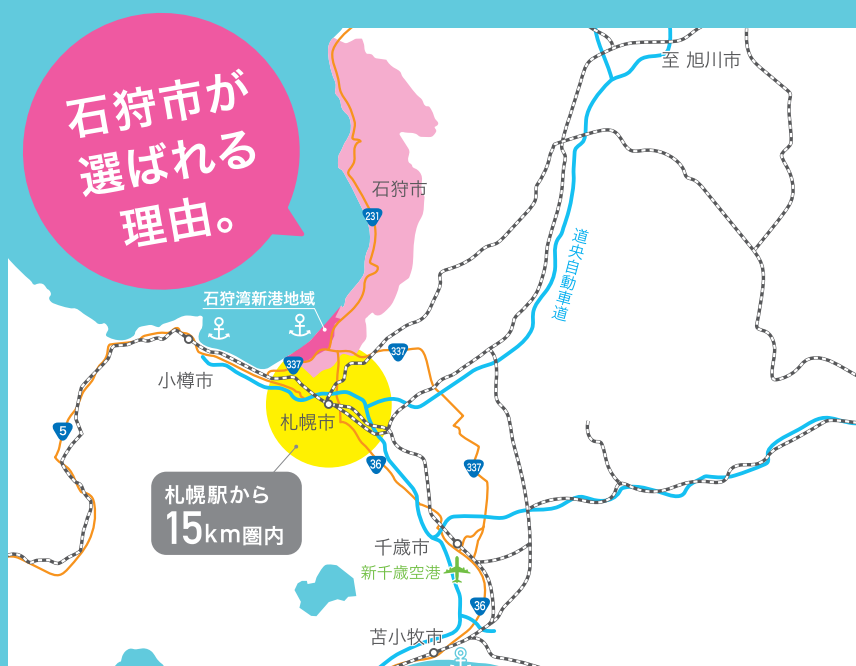 石狩市が
選ばれる
理由。
至 旭川市
石狩市
231
道央自動車道
石狩湾新港地域
337
337
小樽市
札幌市
5
36
337
札幌駅から
15km圏内
千歳市
新千歳空港
36
苫小牧市